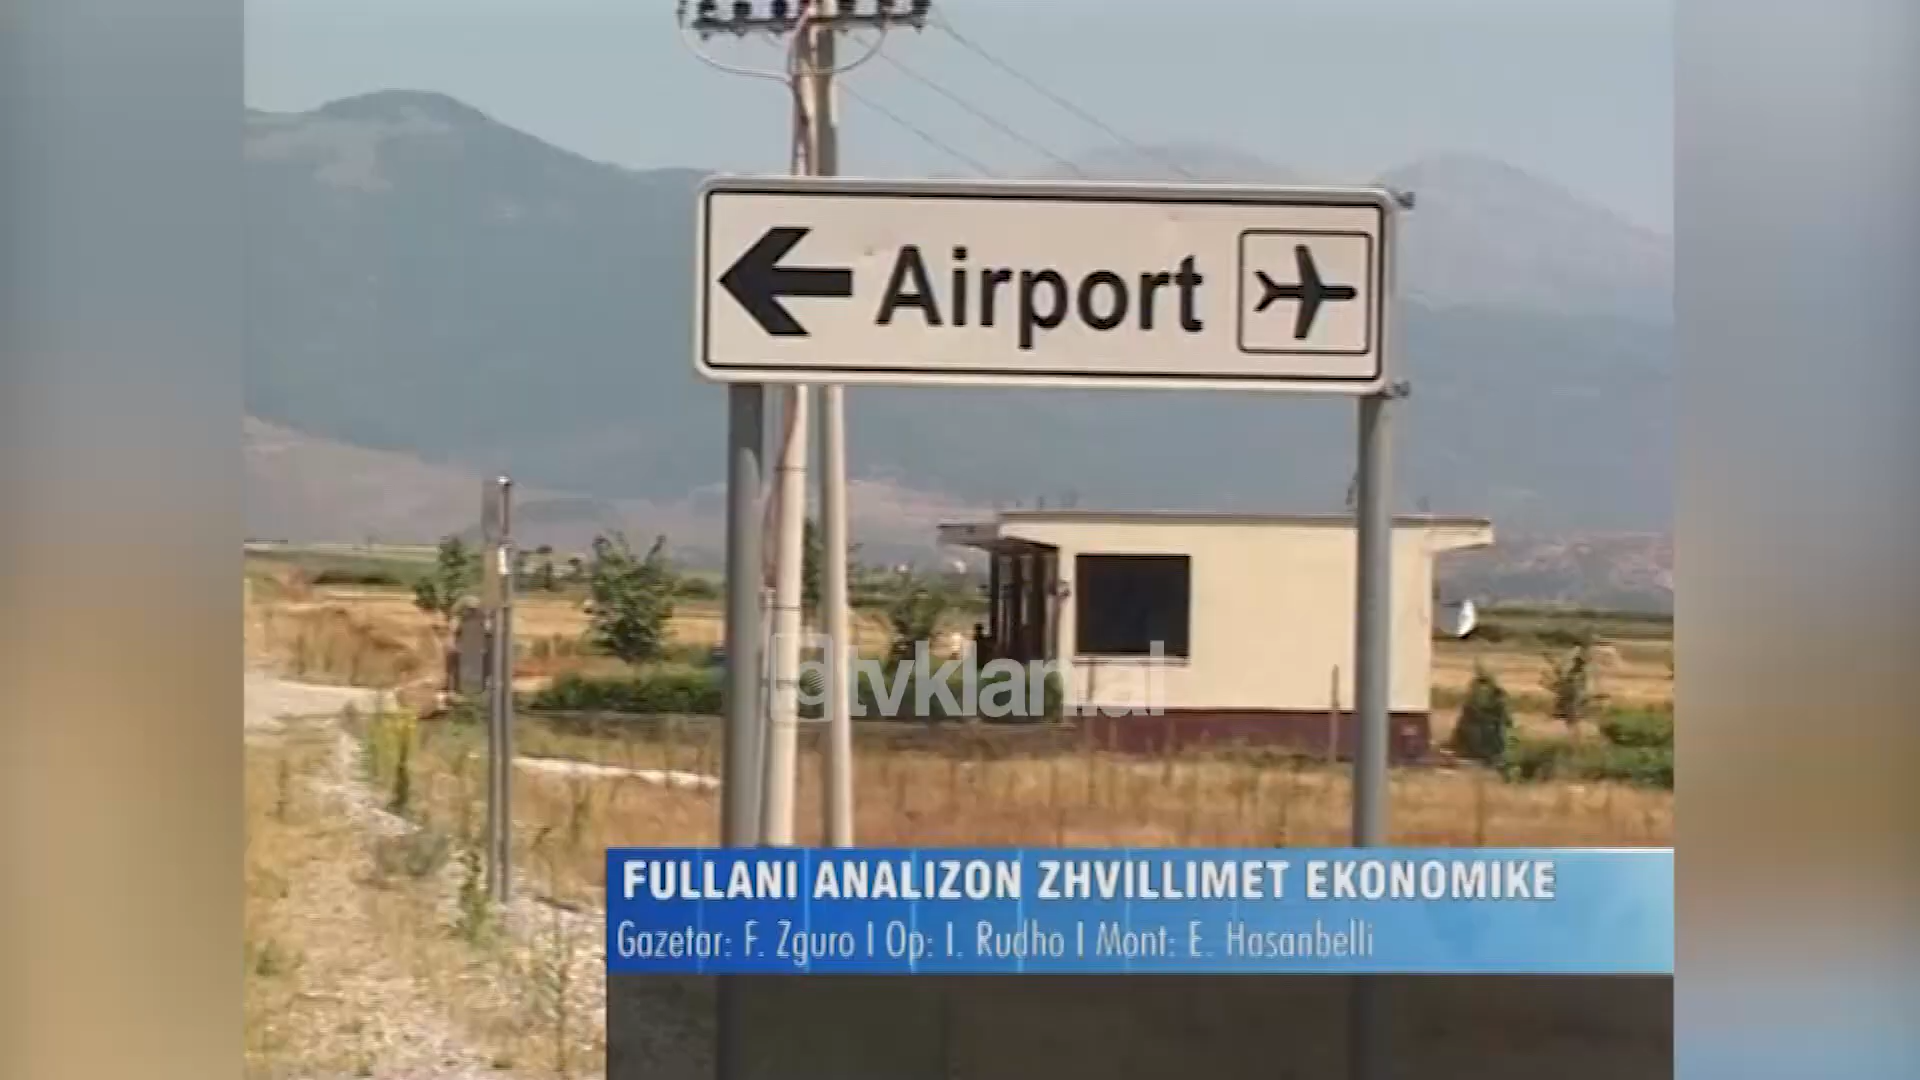 Airport
tvklan.al
FULLANI ANALIZON ZHVILLIMET EKONOMIKE
Gazetar: F. Zguro | Op: I. Rudho | Mont: E. Hasanbelli